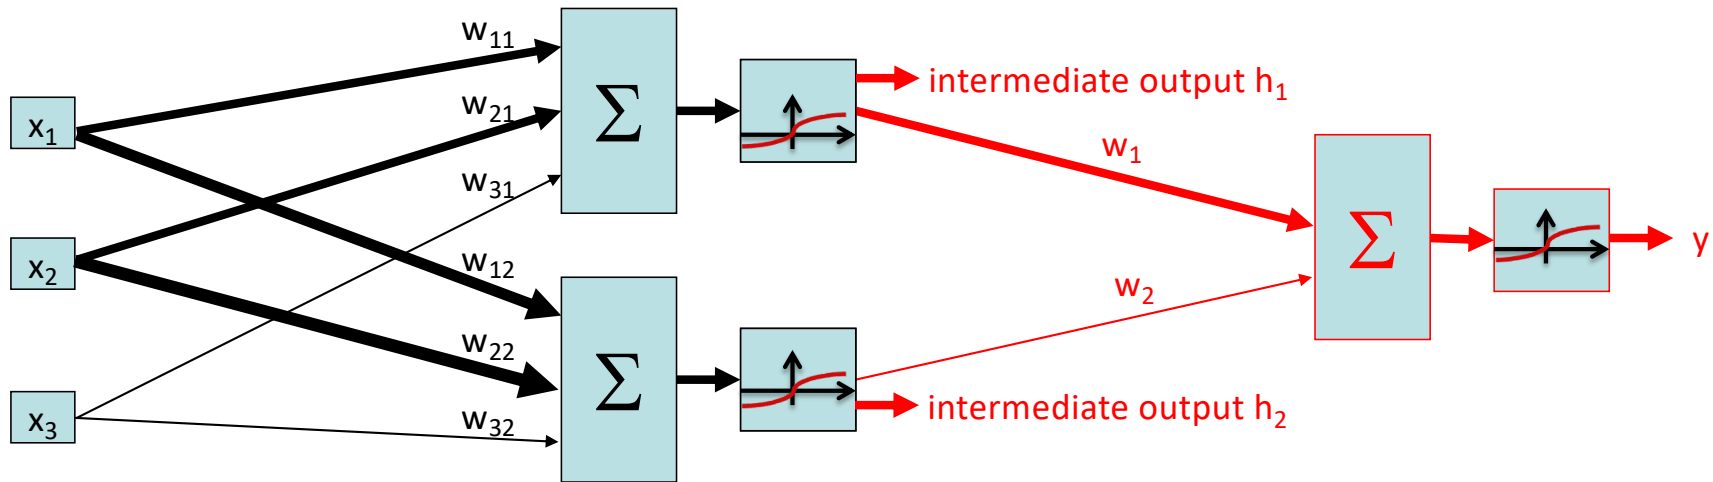 w₁₁
x₁
w₂₁
w₃₁
Σ
intermediate output h₁
w₁
x₂
w₁₂
w₂₂
w₃₂
x₃
Σ
w₂
intermediate output h₂
Σ
y